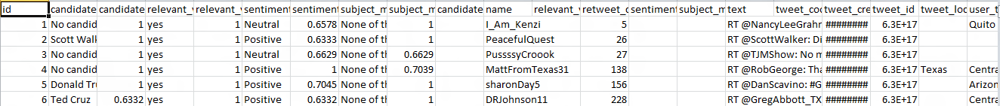 id candidate candidate relevant_y relevant_y sentiment sentiment subject_m subject_m candidate name relevant_y retweet_c sentiment subject_m text tweet_coo tweet_cre tweet_id tweet_loc user_t
1 No candid 1 yes 1 Neutral 0.6578 None of th 1 I_Am_Kenzi 5 RT @NancyLeeGrahn ######## 6.3E+17 Quito
2 Scott Walk 1 yes 1 Positive 0.6333 None of th 1 PeacefulQuest 26 RT @ScottWalker: Di ######## 6.3E+17
3 No candid 1 yes 1 Neutral 0.6629 None of th 0.6629 PussssyCroook 27 RT @TJMShow: No m ######## 6.3E+17
4 No candid 1 yes 1 Positive 1 None of th 0.7039 MattFromTexas31 138 RT @RobGeorge: Tha ######## 6.3E+17 Texas Centra
5 Donald Tru 1 yes 1 Positive 0.7045 None of th 1 sharonDay5 156 RT @DanScavino: #G ######## 6.3E+17 Arizon
6 Ted Cruz 0.6332 yes 1 Positive 0.6332 None of th 1 DRJohnson11 228 RT @GregAbbott_TX ######## 6.3E+17 Centra